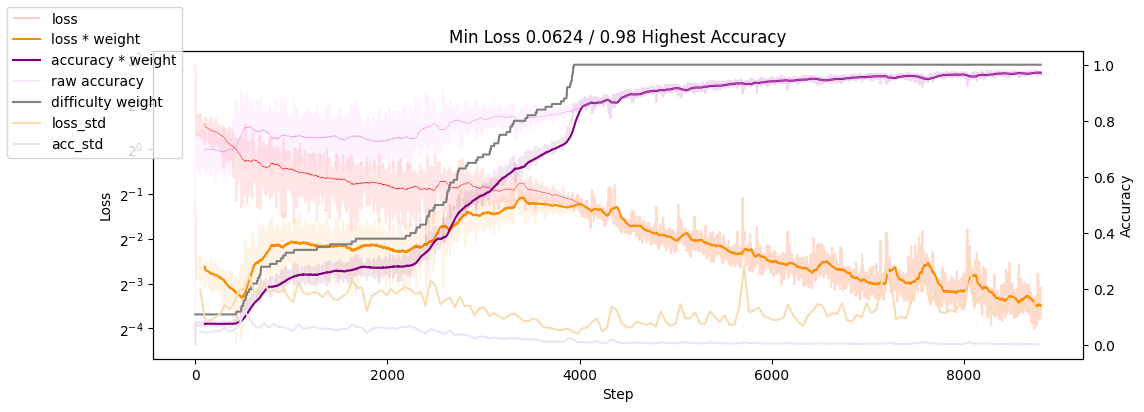 Min Loss 0.0624 / 0.98 Highest Accuracy
loss
loss * weight
accuracy * weight
raw accuracy
difficulty weight
loss_std
acc_std
2⁰
2⁻¹
2⁻²
2⁻³
2⁻⁴
Loss
1.0
0.8
0.6
0.4
0.2
0.0
Accuracy
0 2000 4000 6000 8000
Step